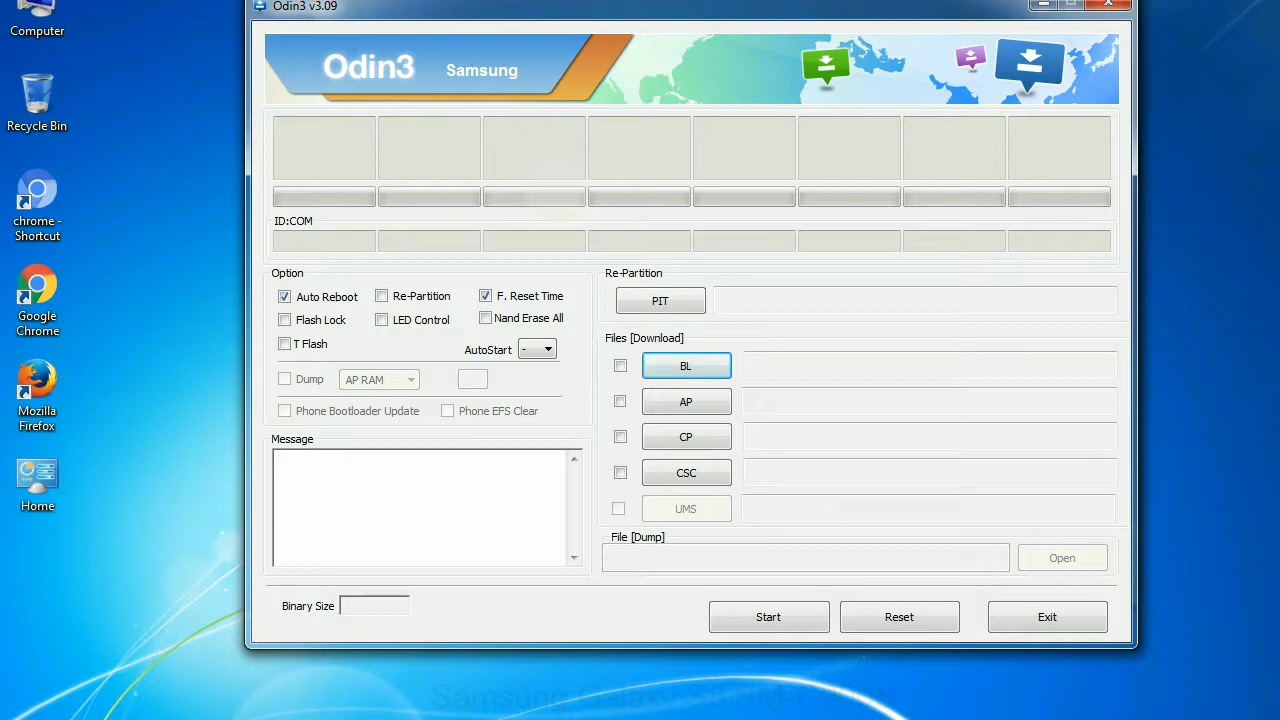 Odin3 v3.09
Computer
Recycle Bin
chrome -
Shortcut
Google
Chrome
Mozilla
Firefox
Home
Odin3 Samsung
ID:COM
Option
Auto Reboot Re-Partition F. Reset Time
Flash Lock LED Control Nand Erase All
T Flash AutoStart -
Dump AP RAM
Phone Bootloader Update Phone EFS Clear
Message
Re-Partition
PIT
Files [Download]
BL
AP
CP
CSC
UMS
File [Dump]
Open
Binary Size
Start Reset Exit
Samsung Galaxy